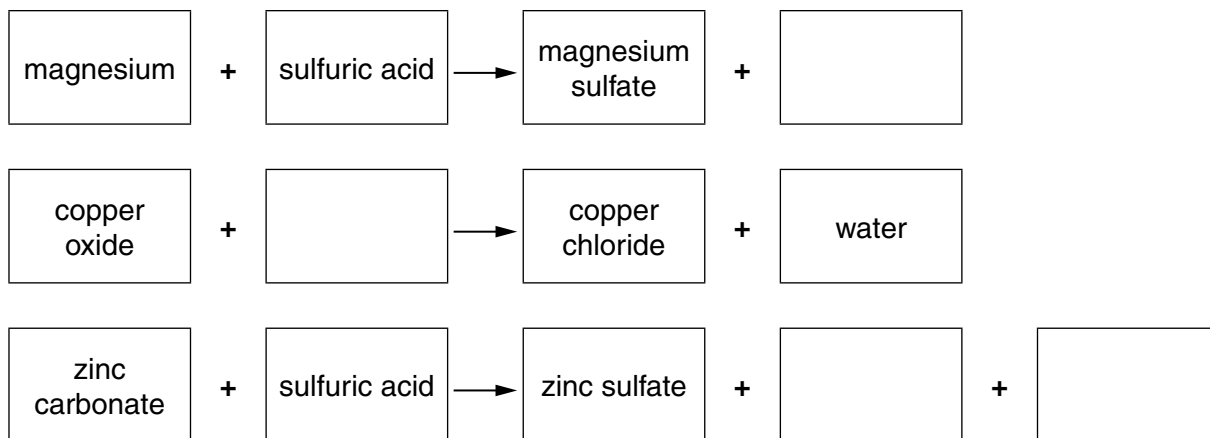 magnesium + sulfuric acid → magnesium sulfate +
copper oxide + → copper chloride + water
zinc carbonate + sulfuric acid → zinc sulfate + +